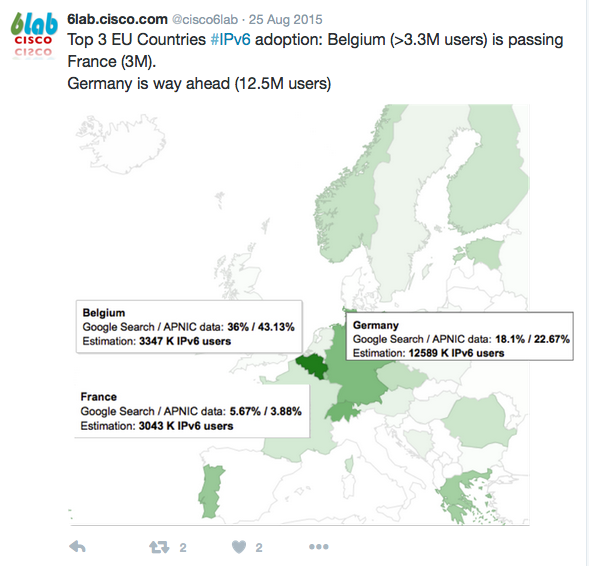 6lab
CISCO
6lab.cisco.com @cisco6lab · 25 Aug 2015
Top 3 EU Countries #IPv6 adoption: Belgium (>3.3M users) is passing
France (3M).
Germany is way ahead (12.5M users)
Belgium
Google Search / APNIC data: 36% / 43.13%
Estimation: 3347 K IPv6 users
Germany
Google Search / APNIC data: 18.1% / 22.67%
Estimation: 12589 K IPv6 users
France
Google Search / APNIC data: 5.67% / 3.88%
Estimation: 3043 K IPv6 users
2
2